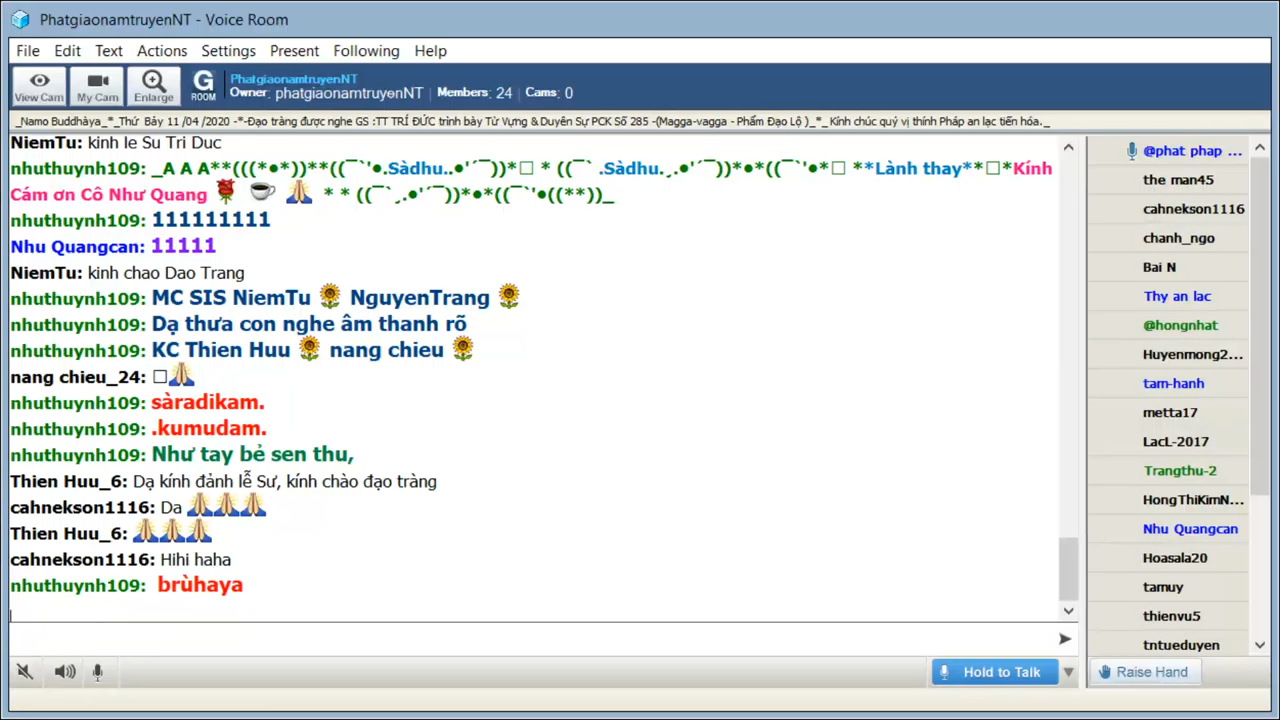 PhatgiaonamtruyenNT - Voice Room
File Edit Text Actions Settings Present Following Help
View Cam My Cam Enlarge G ROOM
PhatgiaonamtruyenNT
Owner: phatgiaonamtruyenNT Members: 24 Cams: 0
_Namo Buddhàya_*_Thứ Bảy 11 /04 /2020 -*-Đạo tràng được nghe GS :TT TRÍ ĐỨC trình bày Từ Vựng & Duyên Sự PCK Số 285 -(Magga-vagga - Phẩm Đạo Lộ )_*_ Kính chúc quý vị thính Pháp an lạc tiến hóa._
NiemTu: kinh le Su Tri Duc
nhuthuynh109: _A A A**(((*•*))**((¯`'•.Sàdhu..•'´¯))*□ * ((¯` .Sàdhu.¸.•'´¯))*•*((¯`'•*□ **Lành thay**□*Kính
Cám ơn Cô Như Quang 🌹 ☕ 🙏 * * ((¯`¸.•'´¯))*•*((¯`'•((**))_
nhuthuynh109: 1111111111
Nhu Quangcan: 11111
NiemTu: kinh chao Dao Trang
nhuthuynh109: MC SIS NiemTu 🌻 NguyenTrang 🌻
nhuthuynh109: Dạ thưa con nghe âm thanh rõ
nhuthuynh109: KC Thien Huu 🌻 nang chieu 🌻
nang chieu_24: □🙏
nhuthuynh109: sàradikam.
nhuthuynh109: .kumudam.
nhuthuynh109: Như tay bẻ sen thu,
Thien Huu_6: Dạ kính đảnh lễ Sư, kính chào đạo tràng
cahnekson1116: Da 🙏🙏🙏
Thien Huu_6: 🙏🙏🙏
cahnekson1116: Hihi haha
nhuthuynh109: brùhaya
@phat phap ...
the man45
cahnekson1116
chanh_ngo
Bai N
Thy an lac
@hongnhat
Huyenmong2...
tam-hanh
metta17
LacL-2017
Trangthu-2
HongThiKimN...
Nhu Quangcan
Hoasala20
tamuy
thienvu5
tntueduyen
Hold to Talk
Raise Hand